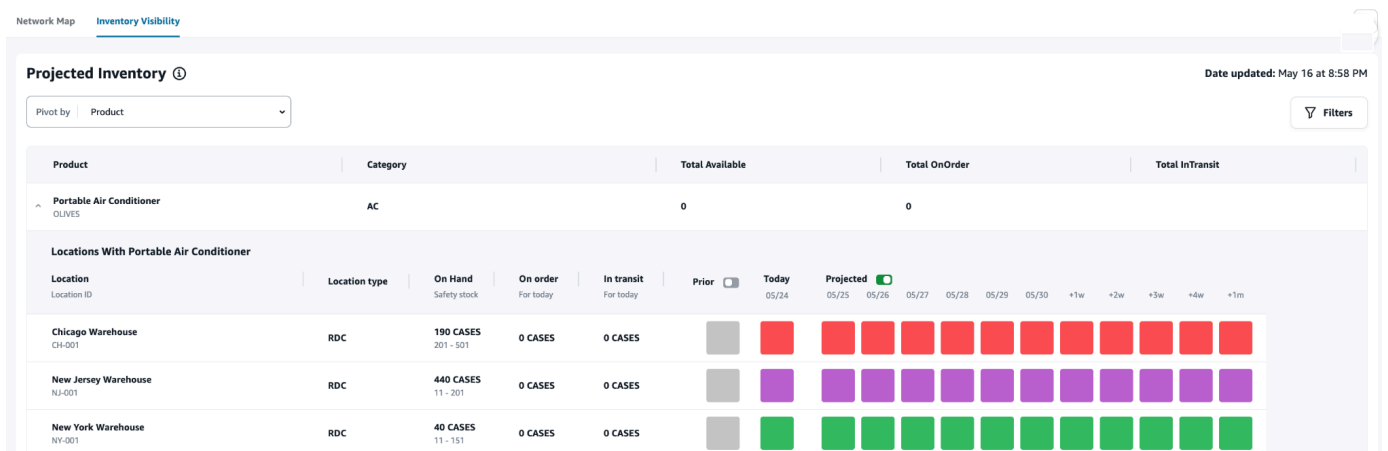 Network Map Inventory Visibility
Projected Inventory
Date updated: May 16 at 8:58 PM
Pivot by Product
Filters
Product Category Total Available Total OnOrder Total InTransit
Portable Air Conditioner AC 0 0
OLIVES
Locations With Portable Air Conditioner
Location Location type On Hand On order In transit Prior Today Projected
Location ID Safety stock For today For today 05/24 05/25 05/26 05/27 05/28 05/29 05/30 +1w +2w +3w +4w +1m
Chicago Warehouse RDC 190 CASES 0 CASES 0 CASES
CH-001 201 - 501
New Jersey Warehouse RDC 440 CASES 0 CASES 0 CASES
NJ-001 11 - 201
New York Warehouse RDC 40 CASES 0 CASES 0 CASES
NY-001 11 - 151